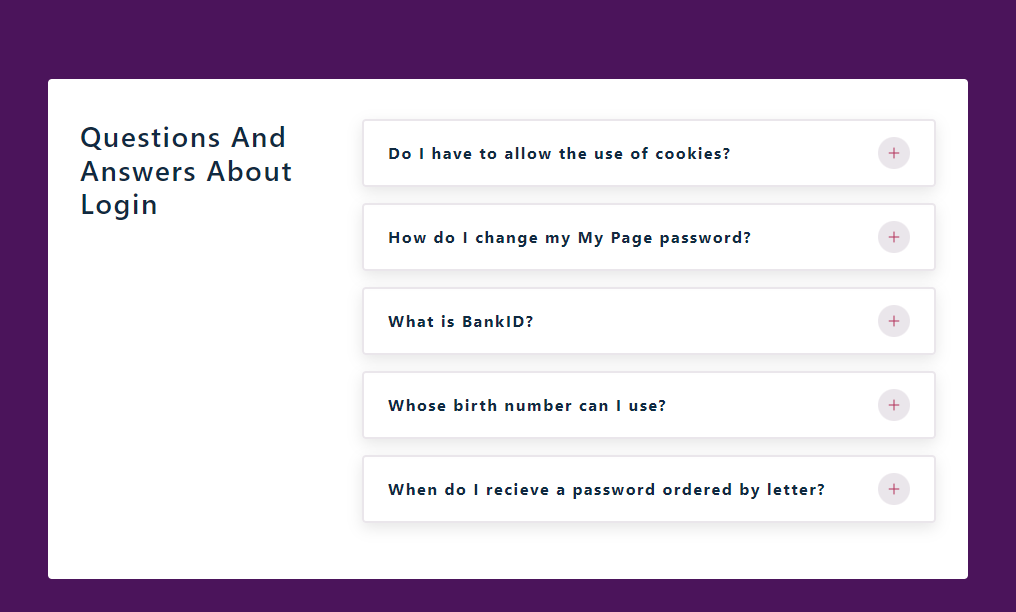 Questions And
Answers About
Login
Do I have to allow the use of cookies?
How do I change my My Page password?
What is BankID?
Whose birth number can I use?
When do I recieve a password ordered by letter?